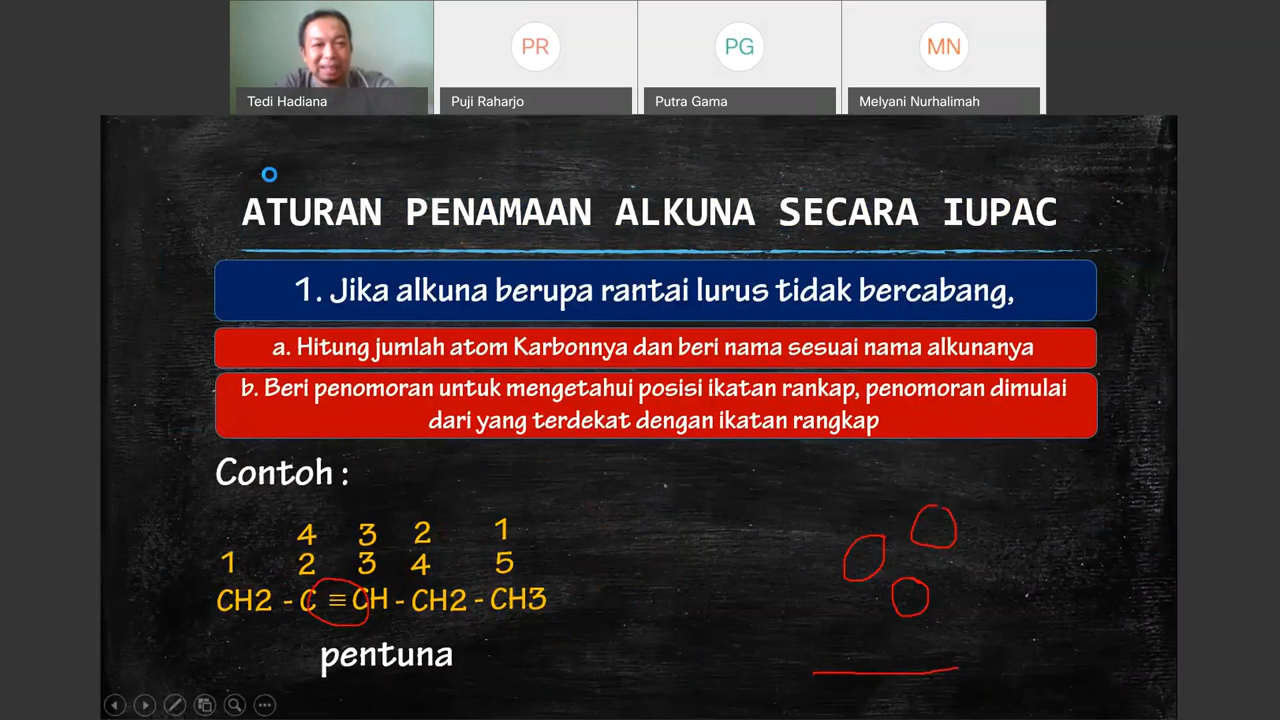 PR
PG
MN
Tedi Hadiana
Puji Raharjo
Putra Gama
Melyani Nurhalimah
ATURAN PENAMAAN ALKUNA SECARA IUPAC
1. Jika alkuna berupa rantai lurus tidak bercabang,
a. Hitung jumlah atom Karbonnya dan beri nama sesuai nama alkunanya
b. Beri penomoran untuk mengetahui posisi ikatan rankap, penomoran dimulai
dari yang terdekat dengan ikatan rangkap
Contoh :
4 3 2 1
1 2 3 4 5
CH2 - C ≡ CH - CH2 - CH3
pentuna